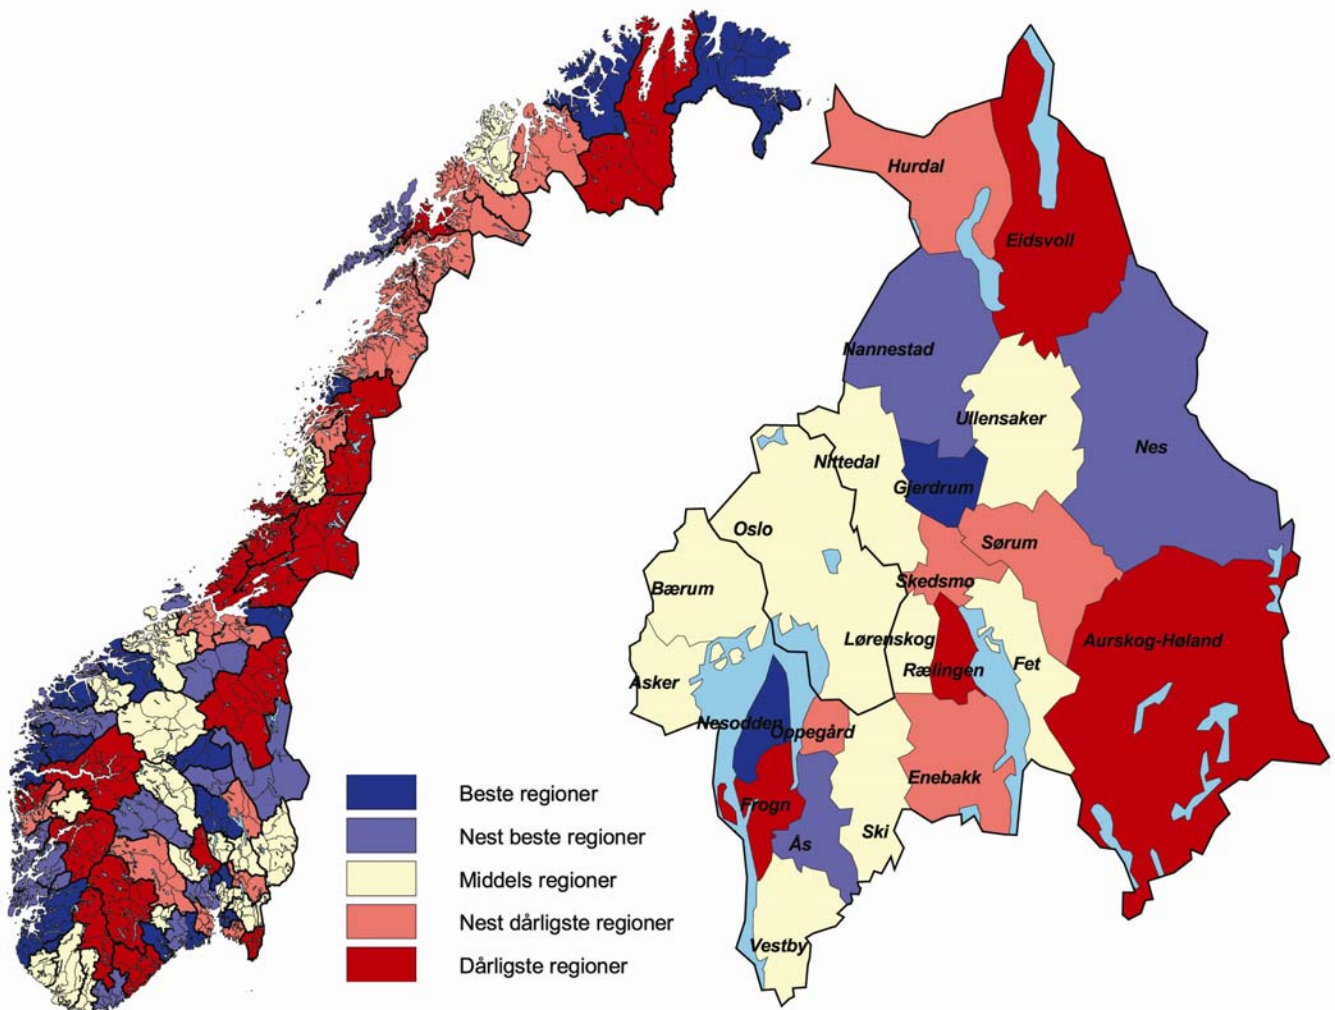 Hurdal
Eidsvoll
Nannestad
Ullensaker
Nes
Nittedal
Gjerdrum
Oslo
Sørum
Skedsmo
Bærum
Lørenskog
Aurskog-Høland
Rælingen
Fet
Asker
Nesodden
Oppegård
Enebakk
Frogn
Ski
Ås
Vestby
Beste regioner
Nest beste regioner
Middels regioner
Nest dårligste regioner
Dårligste regioner